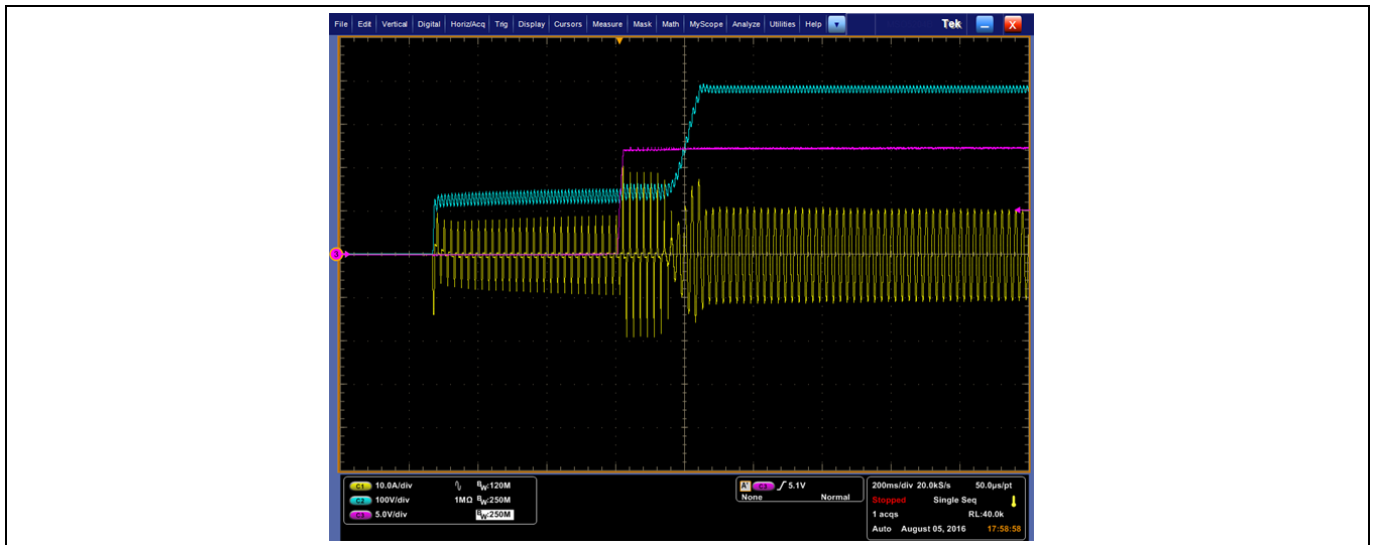 File Edit Vertical Digital Horiz/Acq Trig Display Cursors Measure Mask Math MyScope Analyze Utilities Help Tek X
C1 10.0A/div BW:120M
C2 100V/div 1MΩ BW:250M
C3 5.0V/div BW:250M
A' C3 5.1V
None Normal
200ms/div 20.0kS/s 50.0µs/pt
Stopped Single Seq
1 acqs RL:40.0k
Auto August 05, 2016 17:58:58